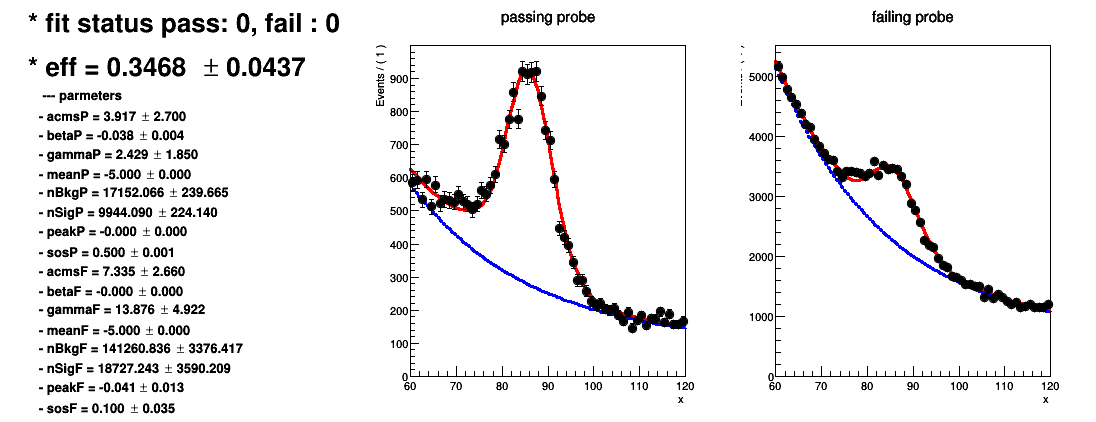 * fit status pass: 0, fail : 0
* eff = 0.3468 ± 0.0437
--- parmeters
- acmsP = 3.917 ± 2.700
- betaP = -0.038 ± 0.004
- gammaP = 2.429 ± 1.850
- meanP = -5.000 ± 0.000
- nBkgP = 17152.066 ± 239.665
- nSigP = 9944.090 ± 224.140
- peakP = -0.000 ± 0.000
- sosP = 0.500 ± 0.001
- acmsF = 7.335 ± 2.660
- betaF = -0.000 ± 0.000
- gammaF = 13.876 ± 4.922
- meanF = -5.000 ± 0.000
- nBkgF = 141260.836 ± 3376.417
- nSigF = 18727.243 ± 3590.209
- peakF = -0.041 ± 0.013
- sosF = 0.100 ± 0.035
passing probe
Events / ( 1 )
900
800
700
600
500
400
300
200
100
0
60 70 80 90 100 110 120
x
failing probe
5000
4000
3000
2000
1000
0
60 70 80 90 100 110 120
x